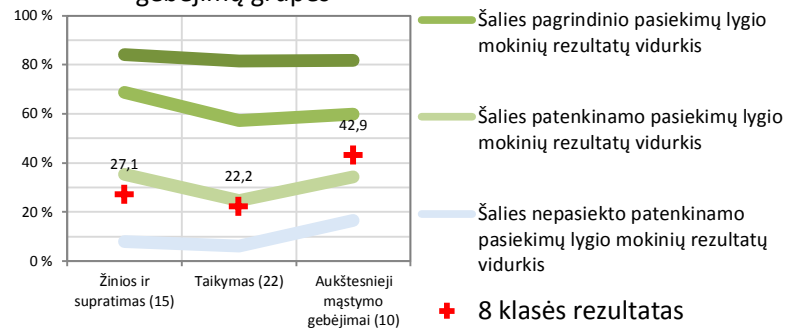 gebėjimų grupes
100 %
80 %
60 %
40 %
20 %
0 %
27,1
22,2
42,9
Žinios ir
supratimas (15)
Taikymas (22)
Aukštesnieji
mąstymo
gebėjimai (10)
Šalies pagrindinio pasiekimų lygio
mokinių rezultatų vidurkis
Šalies patenkinamo pasiekimų lygio
mokinių rezultatų vidurkis
Šalies nepasiekto patenkinamo
pasiekimų lygio mokinių rezultatų
vidurkis
8 klasės rezultatas